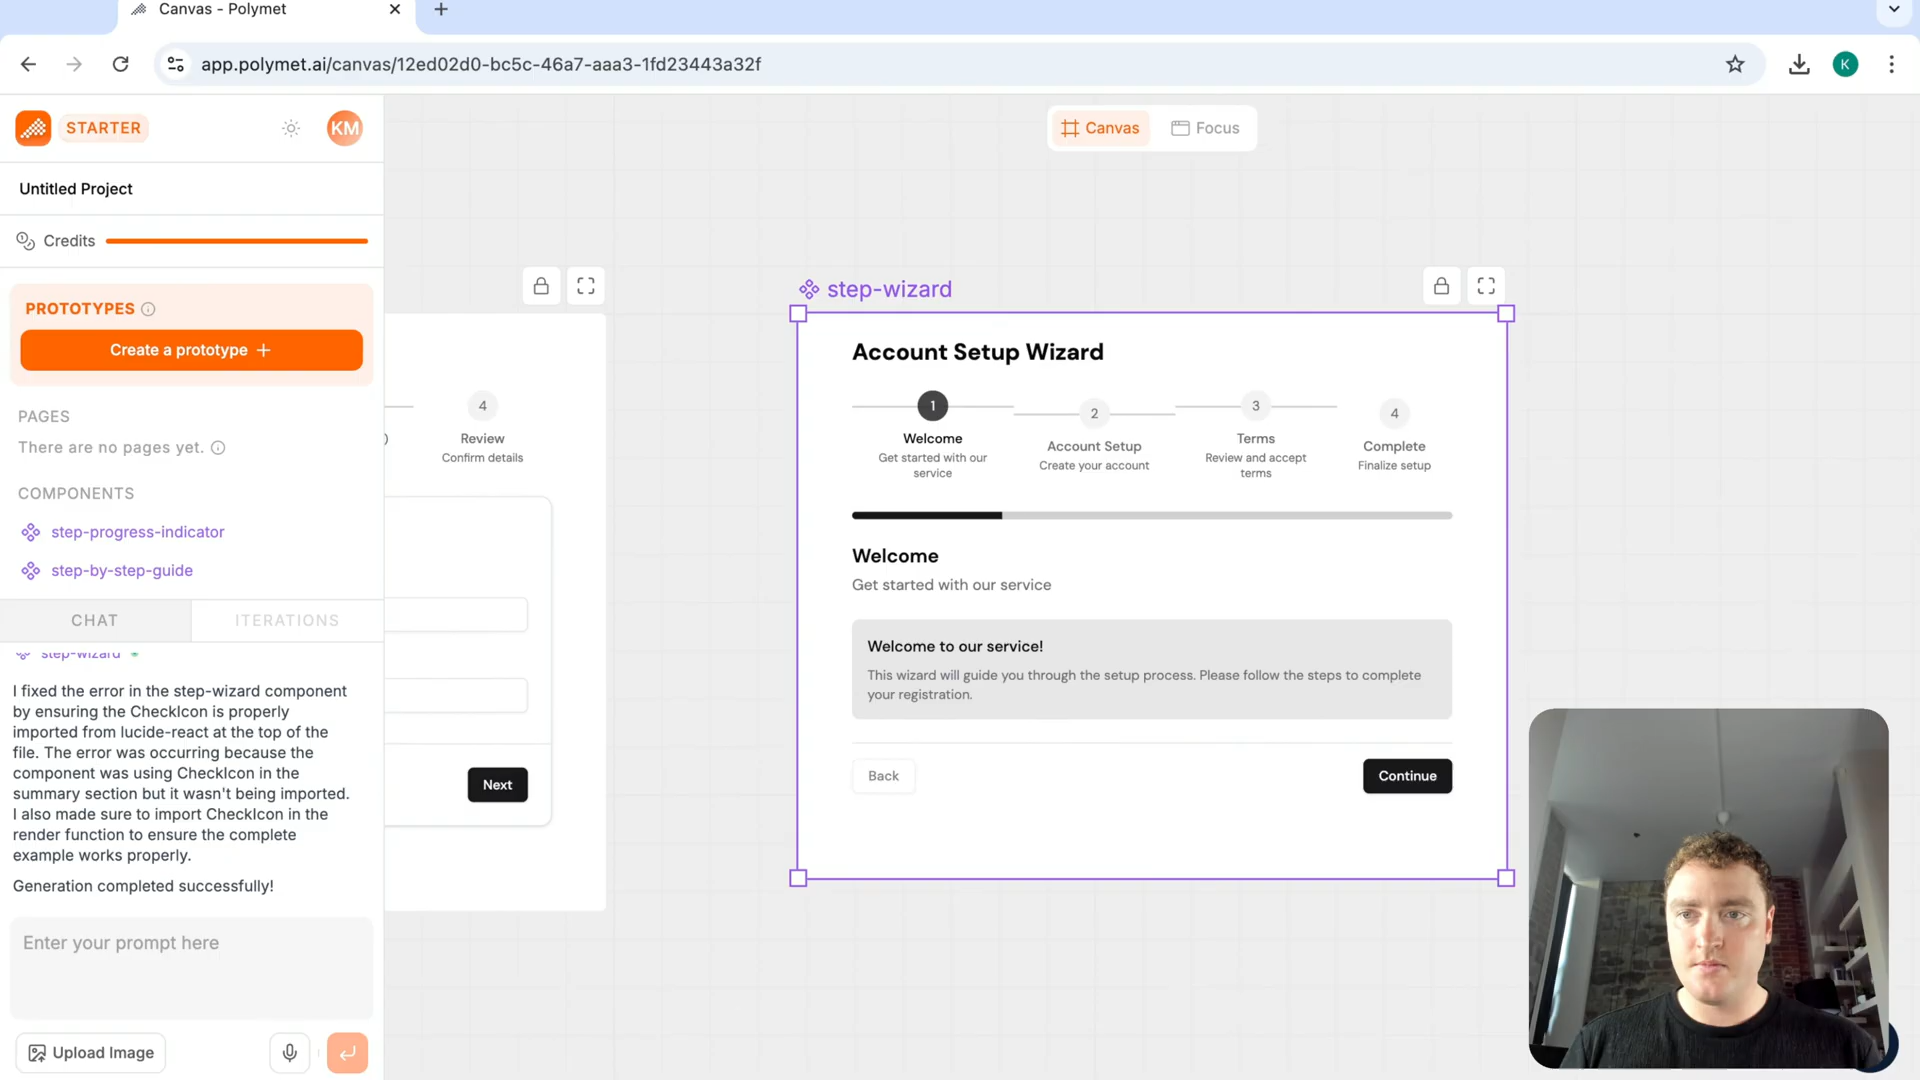 Canvas - Polymet
app.polymet.ai/canvas/12ed02d0-bc5c-46a7-aaa3-1fd23443a32f
K
STARTER
KM
Canvas
Focus
Untitled Project
Credits
PROTOTYPES
Create a prototype +
PAGES
There are no pages yet.
COMPONENTS
step-progress-indicator
step-by-step-guide
CHAT
ITERATIONS
step-wizard
I fixed the error in the step-wizard component
by ensuring the CheckIcon is properly
imported from lucide-react at the top of the
file. The error was occurring because the
component was using CheckIcon in the
summary section but it wasn't being imported.
I also made sure to import CheckIcon in the
render function to ensure the complete
example works properly.
Generation completed successfully!
Enter your prompt here
Upload Image
4
Review
Confirm details
Next
step-wizard
Account Setup Wizard
1
Welcome
Get started with our
service
2
Account Setup
Create your account
3
Terms
Review and accept
terms
4
Complete
Finalize setup
Welcome
Get started with our service
Welcome to our service!
This wizard will guide you through the setup process. Please follow the steps to complete
your registration.
Back
Continue